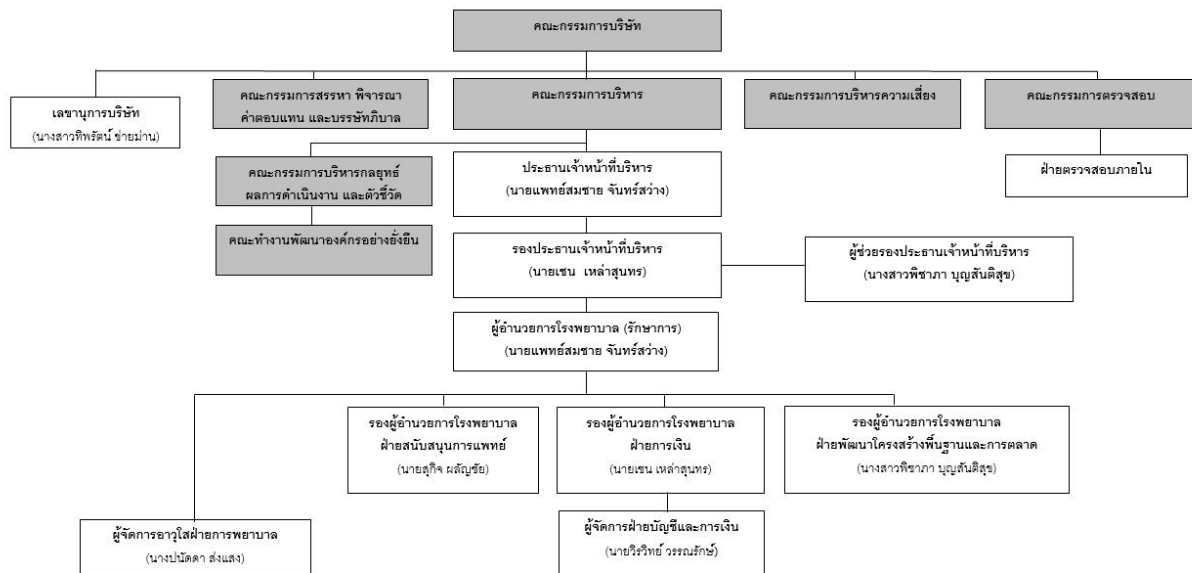 คณะกรรมการบริษัท
เลขานุการบริษัท
(นางสาวทิพรัตน์ ช่ายม่าน)
คณะกรรมการสรรหา พิจารณา
ค่าตอบแทน และบรรษัทภิบาล
คณะกรรมการบริหาร
คณะกรรมการบริหารความเสี่ยง
คณะกรรมการตรวจสอบ
คณะกรรมการบริหารกลยุทธ์
ผลการดำเนินงาน และตัวชี้วัด
ประธานเจ้าหน้าที่บริหาร
(นายแพทย์สมชาย จันทร์สว่าง)
ฝ่ายตรวจสอบภายใน
คณะทำงานพัฒนาองค์กรอย่างยั่งยืน
รองประธานเจ้าหน้าที่บริหาร
(นายเชน เหล่าสุนทร)
ผู้ช่วยรองประธานเจ้าหน้าที่บริหาร
(นางสาวพิชาภา บุญสันติสุข)
ผู้อำนวยการโรงพยาบาล (รักษาการ)
(นายแพทย์สมชาย จันทร์สว่าง)
รองผู้อำนวยการโรงพยาบาล
ฝ่ายสนับสนุนการแพทย์
(นายสุกิจ ผลัญชัย)
รองผู้อำนวยการโรงพยาบาล
ฝ่ายการเงิน
(นายเชน เหล่าสุนทร)
รองผู้อำนวยการโรงพยาบาล
ฝ่ายพัฒนาโครงสร้างพื้นฐานและการตลาด
(นางสาวพิชาภา บุญสันติสุข)
ผู้จัดการอาวุโสฝ่ายการพยาบาล
(นางปนัดดา ส่งแสง)
ผู้จัดการฝ่ายบัญชีและการเงิน
(นายวิรวิทย์ วรรณรักษ์)